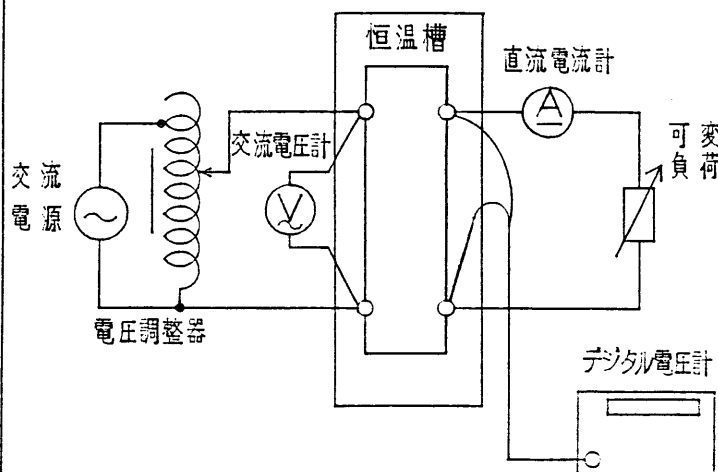 恒温槽
直流電流計
A
可変
負荷
交流電圧計
V
交流
電源
電圧調整器
デジタル電圧計